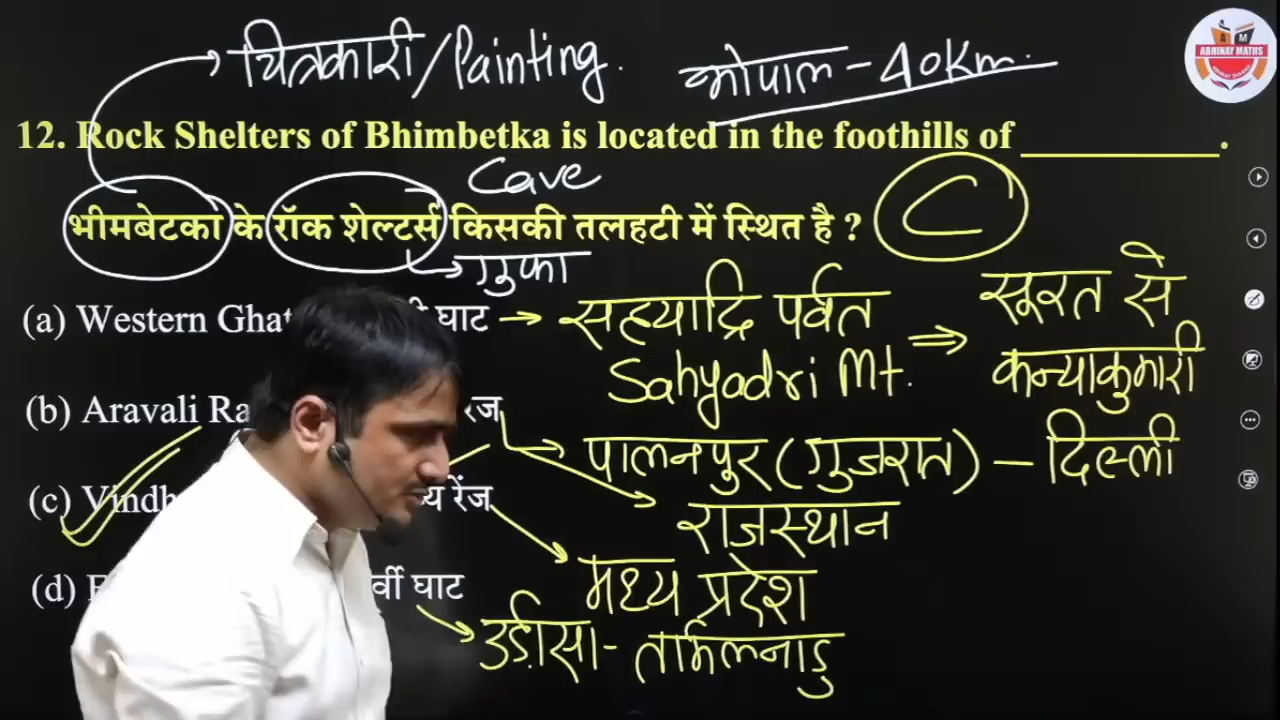 चित्रकारी/Painting.
भोपाल - 40Km.
ABHINAY MATHS
12. Rock Shelters of Bhimbetka is located in the foothills of ____________.
Cave
भीमबेटका के रॉक शेल्टर्स किसकी तलहटी में स्थित है ?
C
गुफा
(a) Western Ghat घाट → सह्याद्रि पर्वत ⇒ सूरत से
Sahyadri Mt. कन्याकुमारी
(b) Aravali Ra रेंज
पालनपुर (गुजरात) - दिल्ली
(c) Vindh य रेंज
राजस्थान
मध्य प्रदेश
(d) E र्वी घाट
उड़ीसा - तामिलनाडु